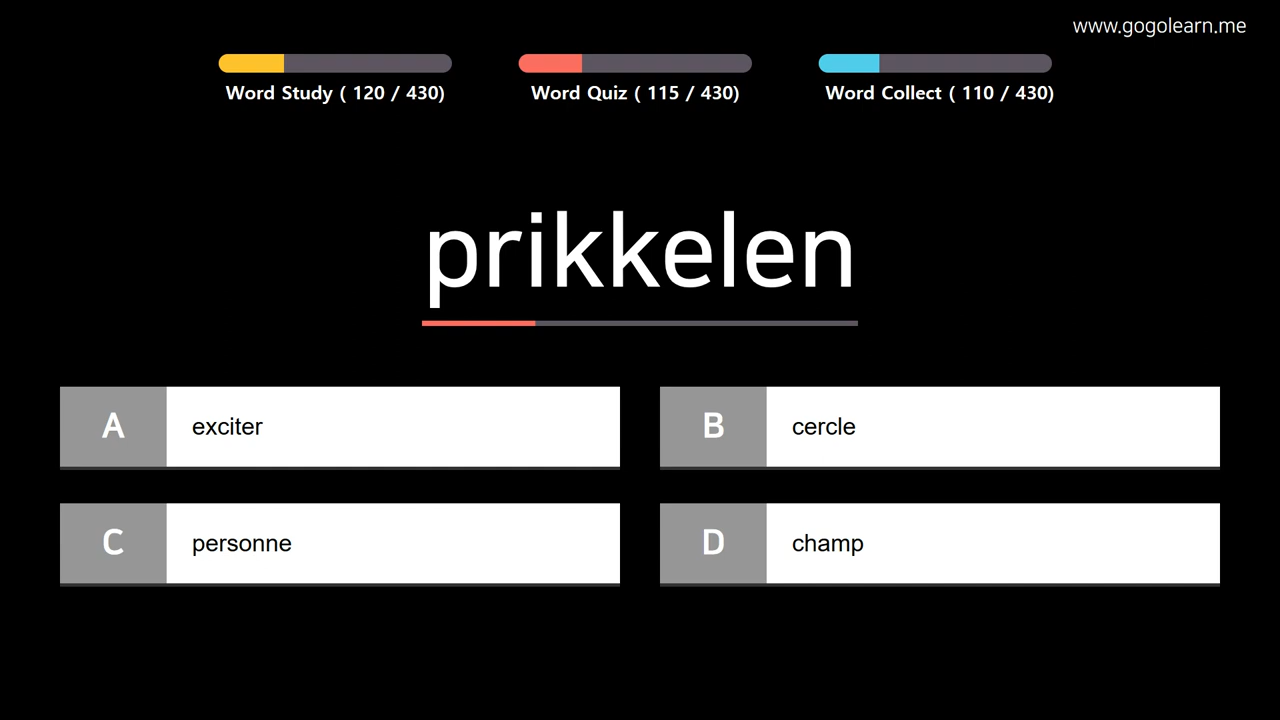 www.gogolearn.me
Word Study ( 120 / 430)
Word Quiz ( 115 / 430)
Word Collect ( 110 / 430)
prikkelen
A exciter
B cercle
C personne
D champ